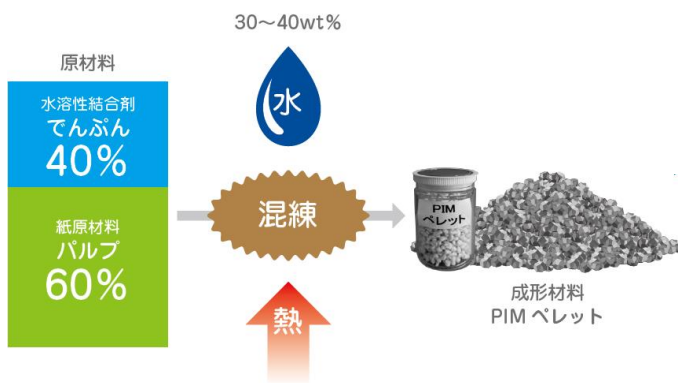 30〜40wt%
原材料
水溶性結合剤
でんぷん
40%
水
紙原材料
パルプ
60%
混練
熱
PIM
ペレット
成形材料
PIM ペレット